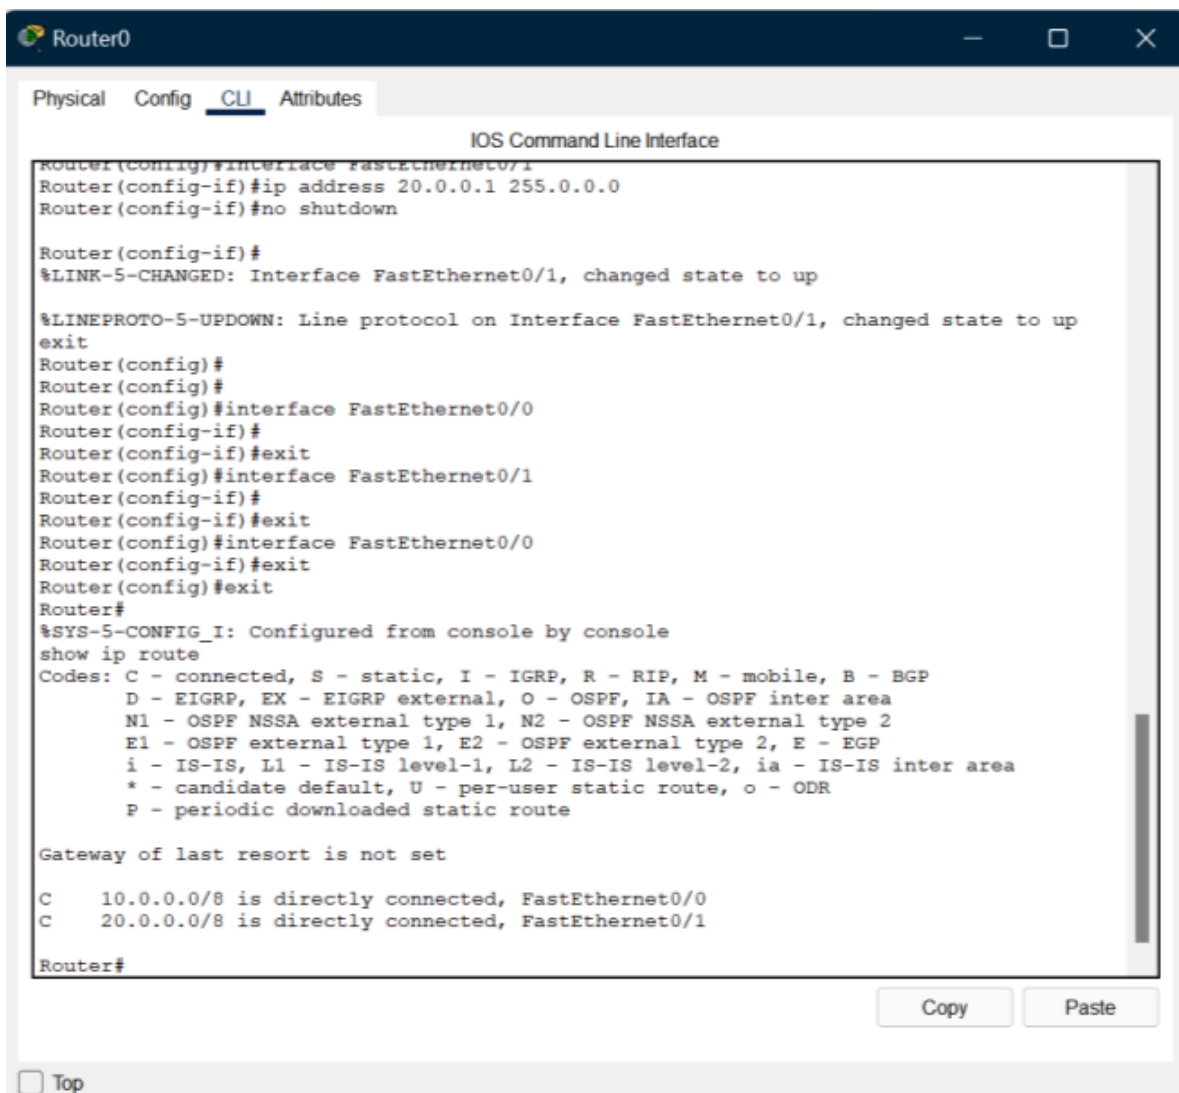 Router0
Physical Config CLI Attributes
IOS Command Line Interface
Router(config)#interface FastEthernet0/1
Router(config-if)#ip address 20.0.0.1 255.0.0.0
Router(config-if)#no shutdown
Router(config-if)#
%LINK-5-CHANGED: Interface FastEthernet0/1, changed state to up
%LINEPROTO-5-UPDOWN: Line protocol on Interface FastEthernet0/1, changed state to up
exit
Router(config)#
Router(config)#
Router(config)#interface FastEthernet0/0
Router(config-if)#
Router(config-if)#exit
Router(config)#interface FastEthernet0/1
Router(config-if)#
Router(config-if)#exit
Router(config)#interface FastEthernet0/0
Router(config-if)#exit
Router(config)#exit
Router#
%SYS-5-CONFIG_I: Configured from console by console
show ip route
Codes: C - connected, S - static, I - IGRP, R - RIP, M - mobile, B - BGP
D - EIGRP, EX - EIGRP external, O - OSPF, IA - OSPF inter area
N1 - OSPF NSSA external type 1, N2 - OSPF NSSA external type 2
E1 - OSPF external type 1, E2 - OSPF external type 2, E - EGP
i - IS-IS, L1 - IS-IS level-1, L2 - IS-IS level-2, ia - IS-IS inter area
* - candidate default, U - per-user static route, o - ODR
P - periodic downloaded static route
Gateway of last resort is not set
C 10.0.0.0/8 is directly connected, FastEthernet0/0
C 20.0.0.0/8 is directly connected, FastEthernet0/1
Router#
Copy Paste
Top